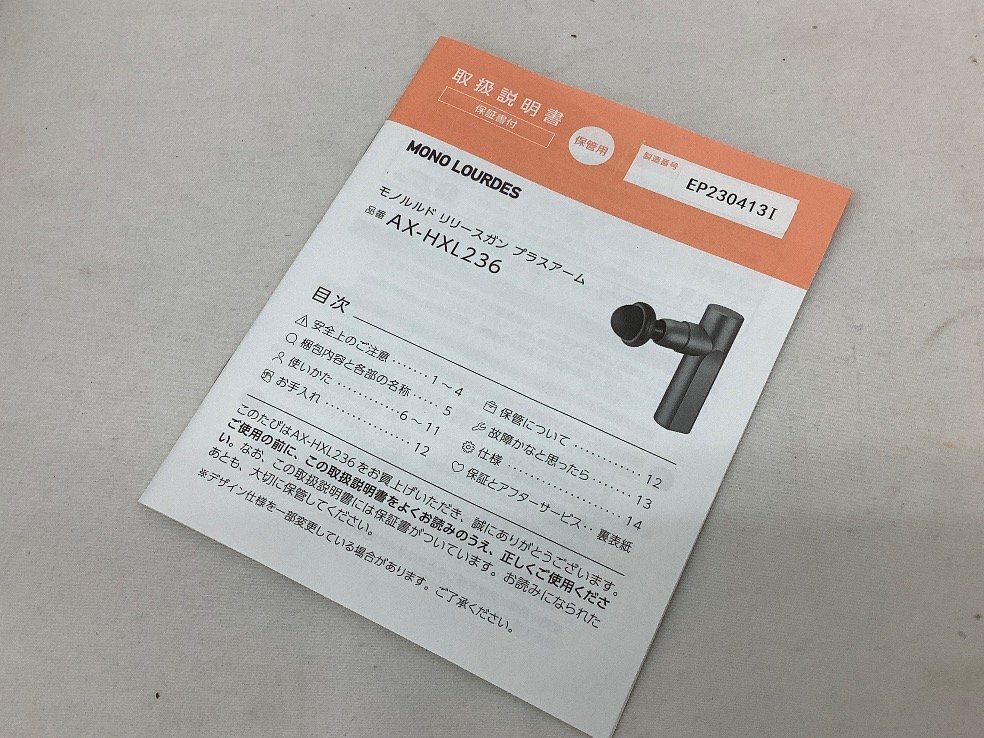 取扱説明書
保証書付
保管用
製造番号
EP230413I
MONO LOURDES
モノルルド リリースガン プラスアーム
品番 AX-HXL236
目次
安全上のご注意 ‥‥‥ 1～4
梱包内容と各部の名称 ‥‥ 5
使いかた ‥‥‥‥‥ 6～11
お手入れ ‥‥‥‥‥‥‥ 12
保管について ‥‥‥‥‥‥ 12
故障かなと思ったら ‥‥‥ 13
仕様 ‥‥‥‥‥‥‥‥‥ 14
保証とアフターサービス ‥ 裏表紙
このたびはAX-HXL236をお買上げいただき、誠にありがとうございます。
ご使用の前に、この取扱説明書をよくお読みのうえ、正しくご使用くださ
い。なお、この取扱説明書には保証書がついています。お読みになられた
あとも、大切に保管してください。
※デザイン仕様を一部変更している場合があります。ご了承ください。